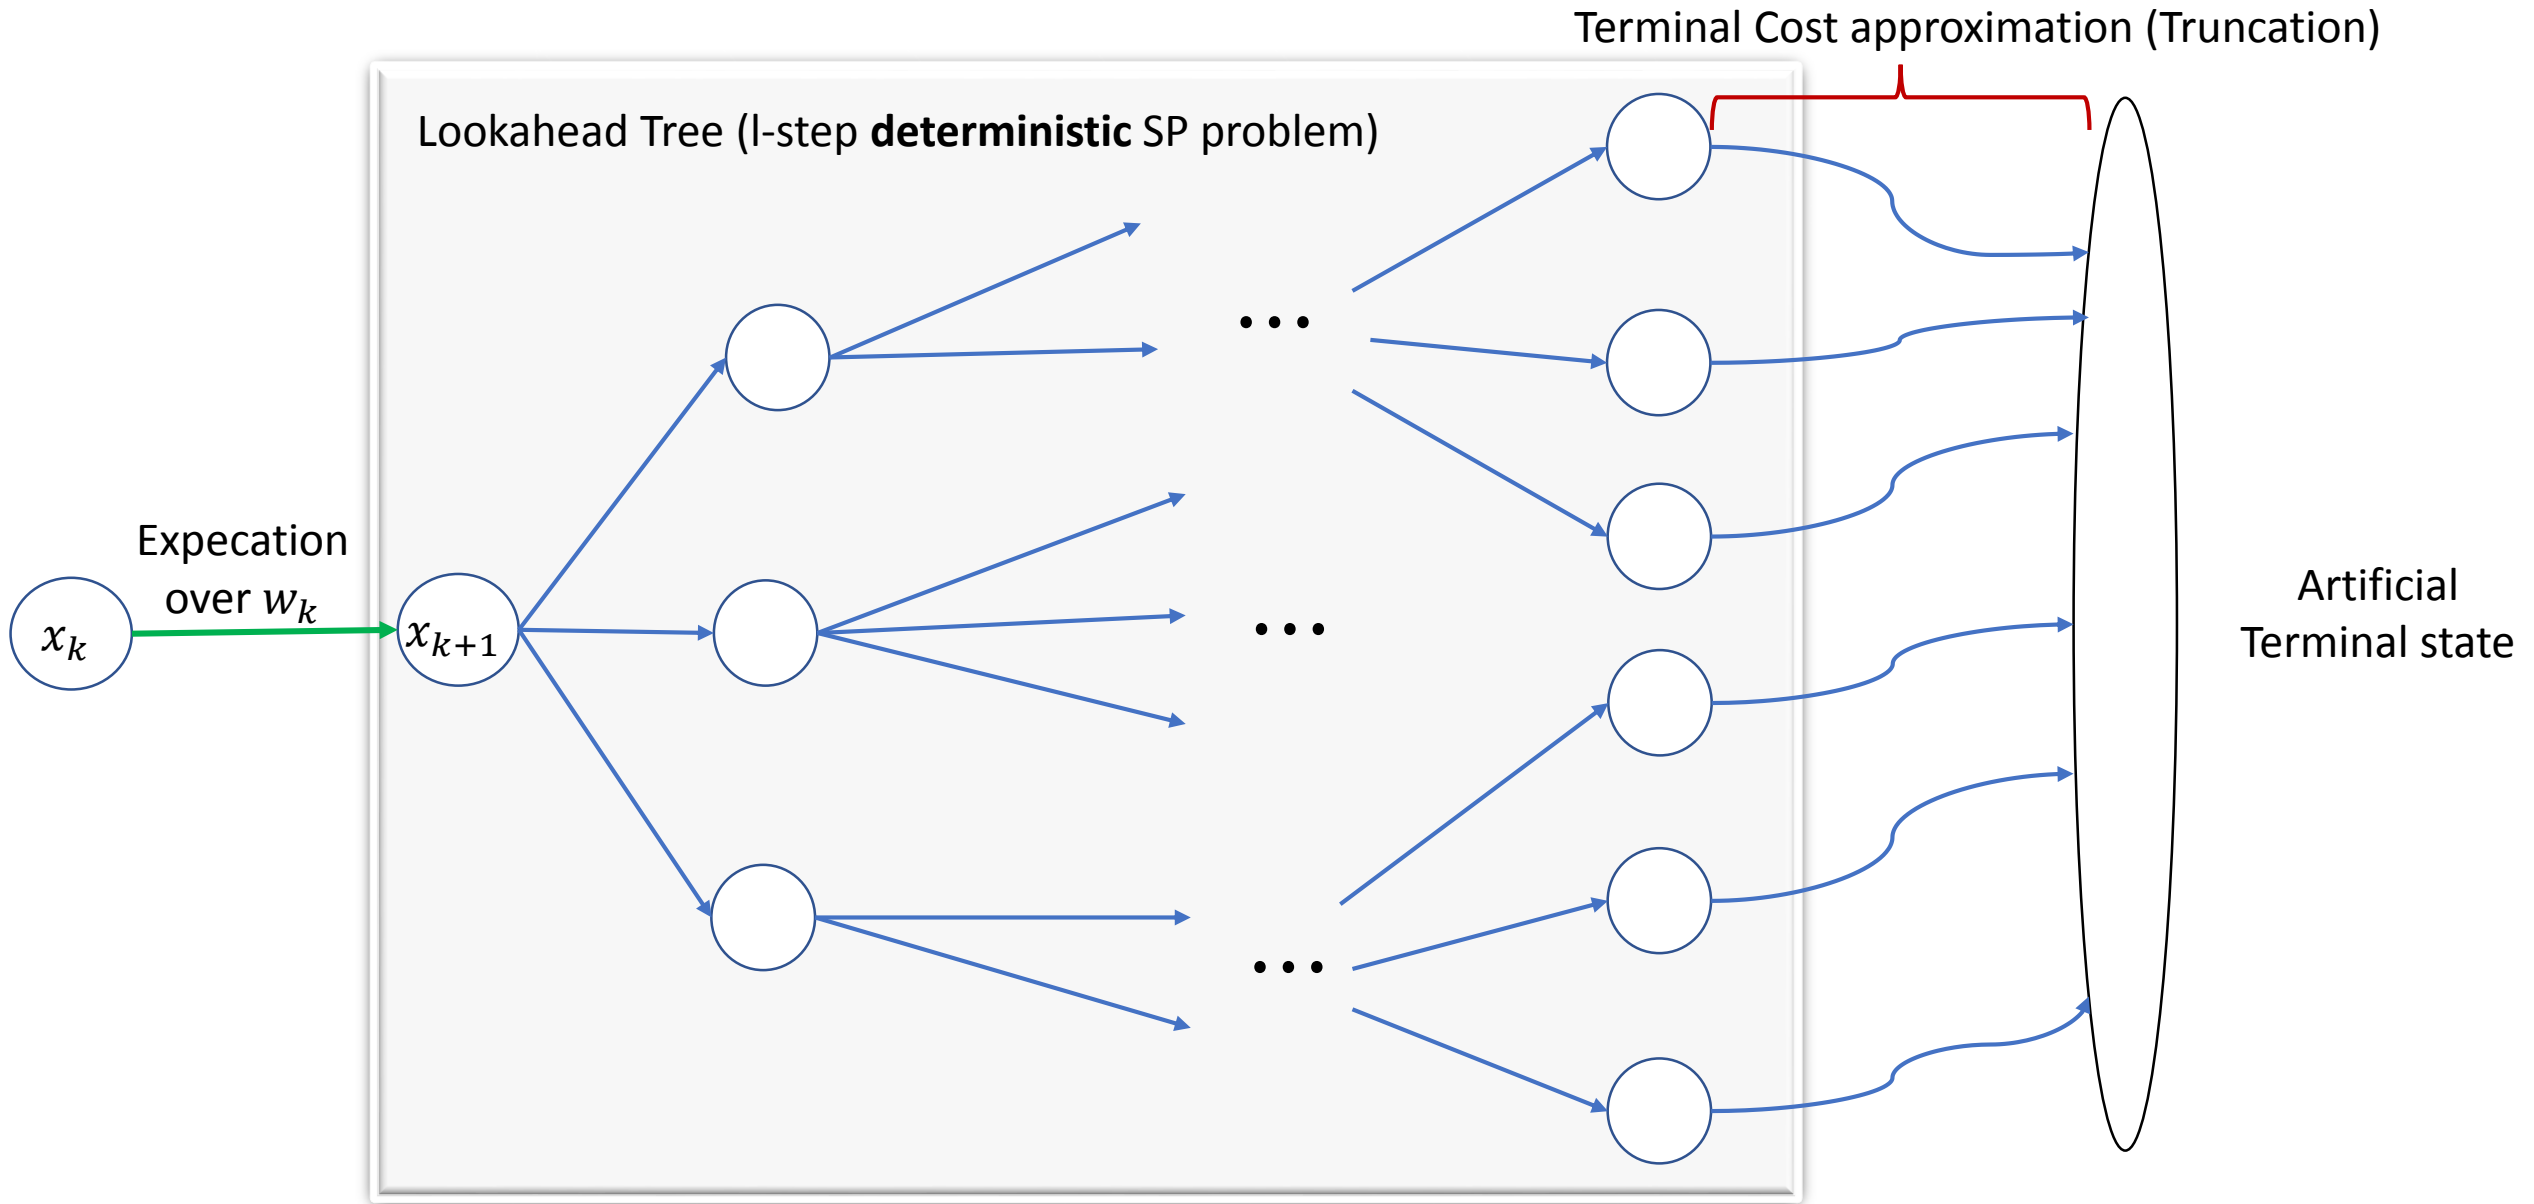 Terminal Cost approximation (Truncation)
Lookahead Tree (l-step deterministic SP problem)
Expecation
over w_k
x_k
x_{k+1}
Artificial
Terminal state